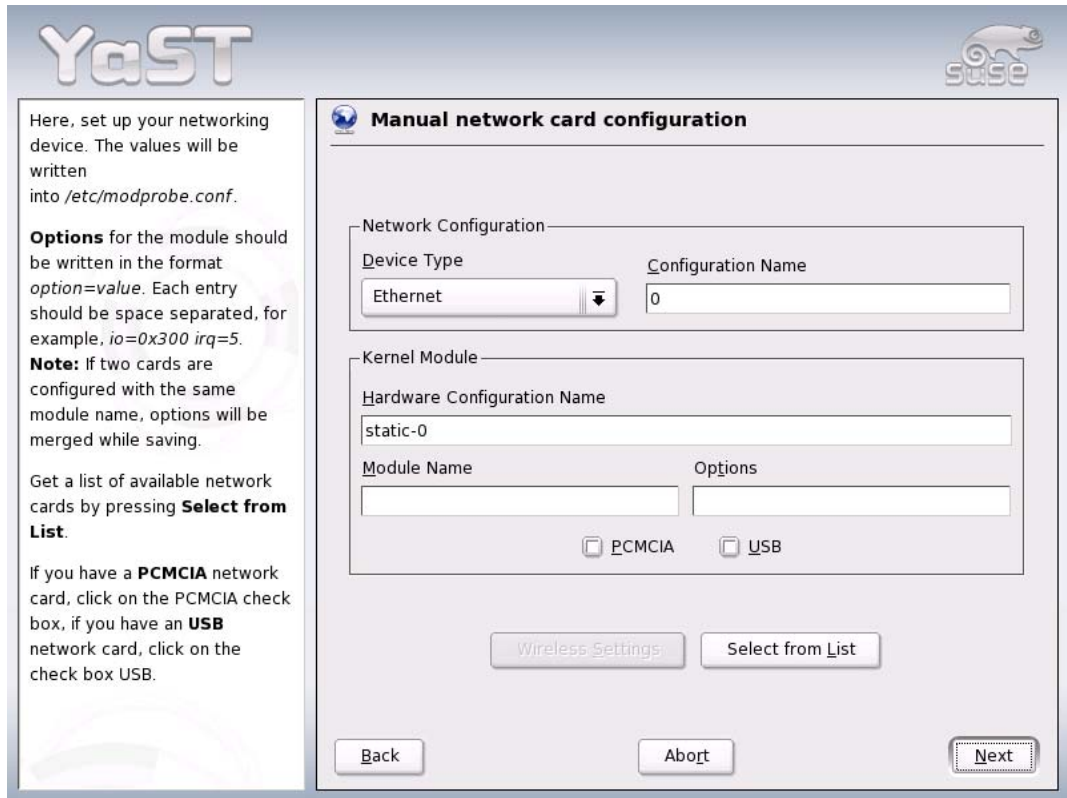 YaST
suse
Here, set up your networking
device. The values will be
written
into /etc/modprobe.conf.
Options for the module should
be written in the format
option=value. Each entry
should be space separated, for
example, io=0x300 irq=5.
Note: If two cards are
configured with the same
module name, options will be
merged while saving.
Get a list of available network
cards by pressing Select from
List.
If you have a PCMCIA network
card, click on the PCMCIA check
box, if you have an USB
network card, click on the
check box USB.
Manual network card configuration
Network Configuration
Device Type
Configuration Name
Ethernet
0
Kernel Module
Hardware Configuration Name
static-0
Module Name
Options
PCMCIA
USB
Wireless Settings
Select from List
Back
Abort
Next